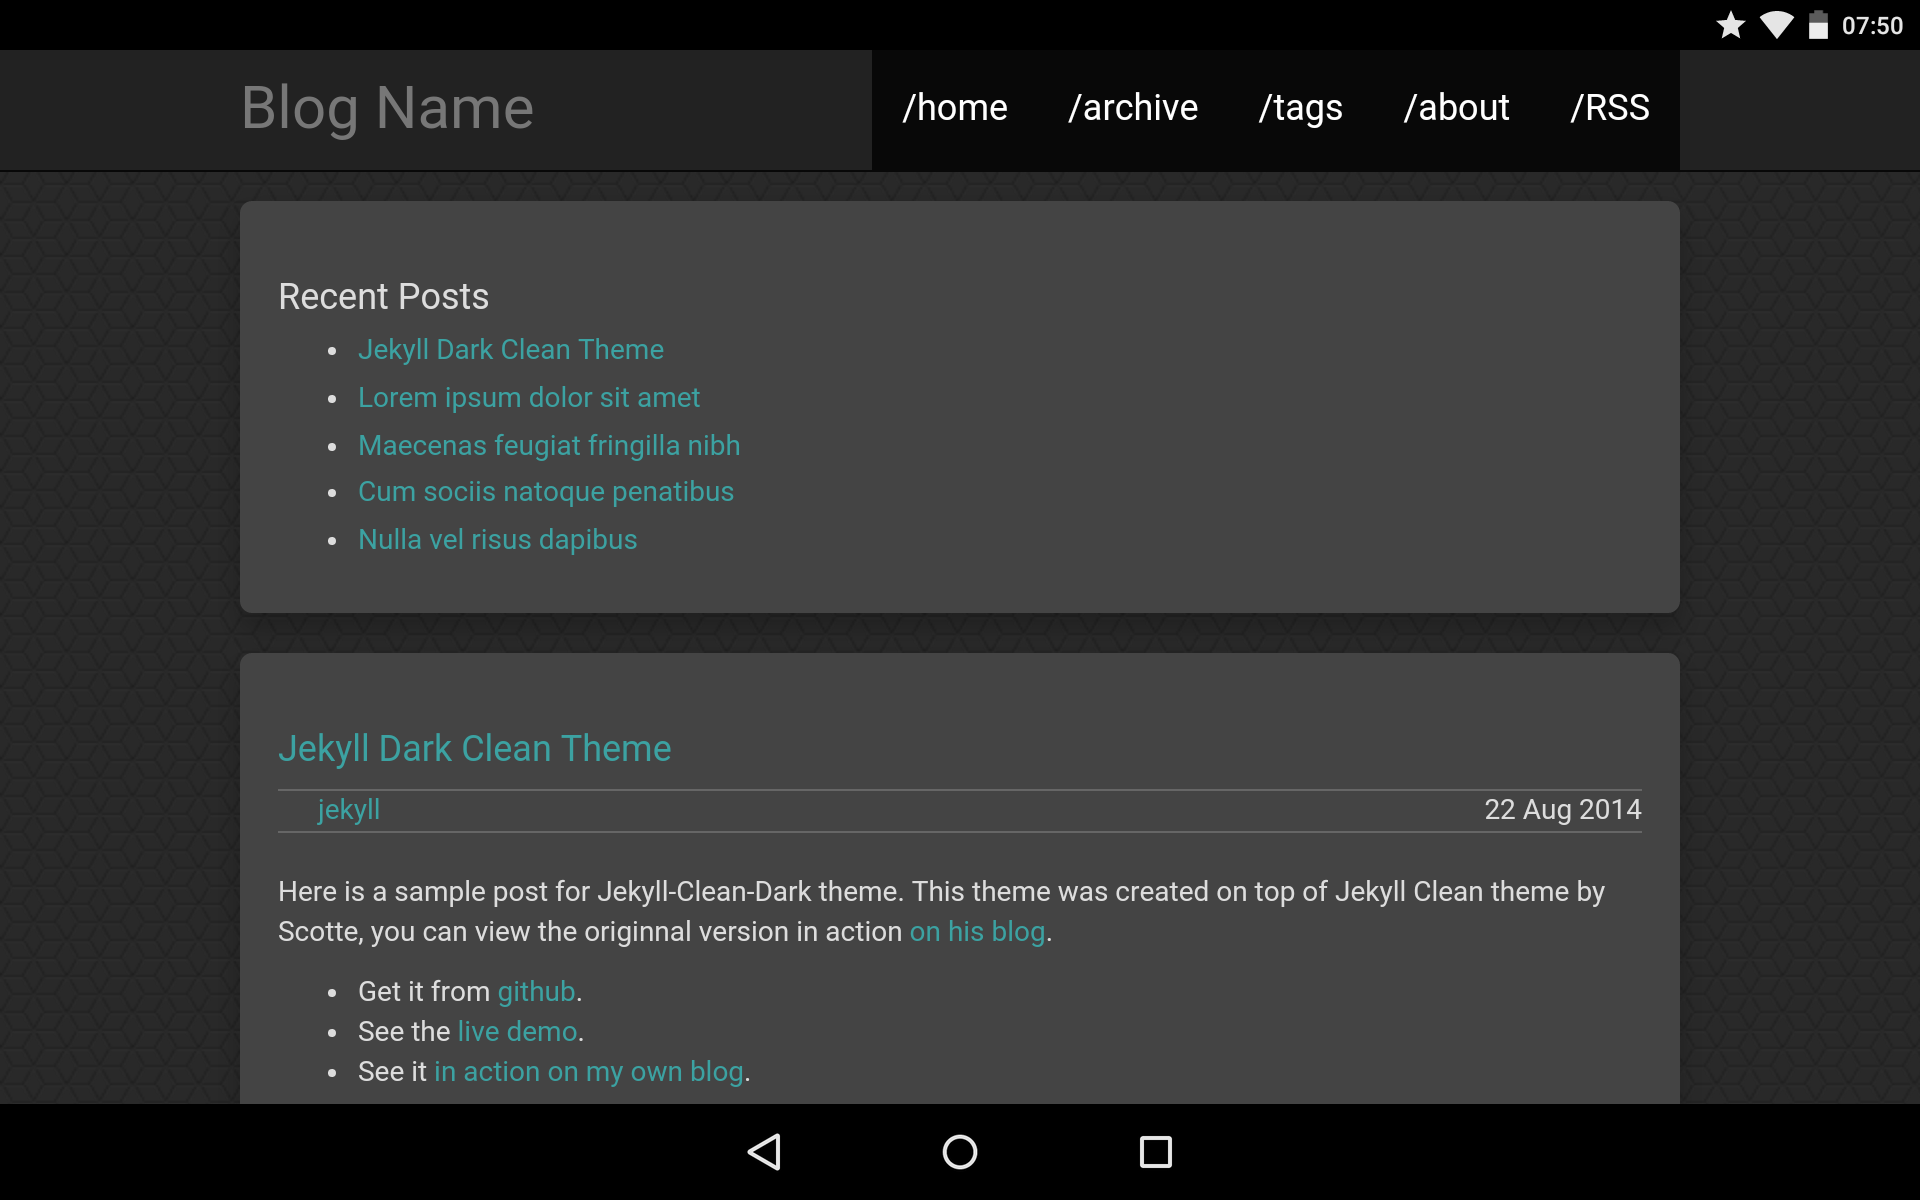 07:50
Blog Name
/home /archive /tags /about /RSS
Recent Posts
Jekyll Dark Clean Theme
Lorem ipsum dolor sit amet
Maecenas feugiat fringilla nibh
Cum sociis natoque penatibus
Nulla vel risus dapibus
Jekyll Dark Clean Theme
jekyll 22 Aug 2014
Here is a sample post for Jekyll-Clean-Dark theme. This theme was created on top of Jekyll Clean theme by
Scotte, you can view the originnal version in action on his blog.
Get it from github.
See the live demo.
See it in action on my own blog.